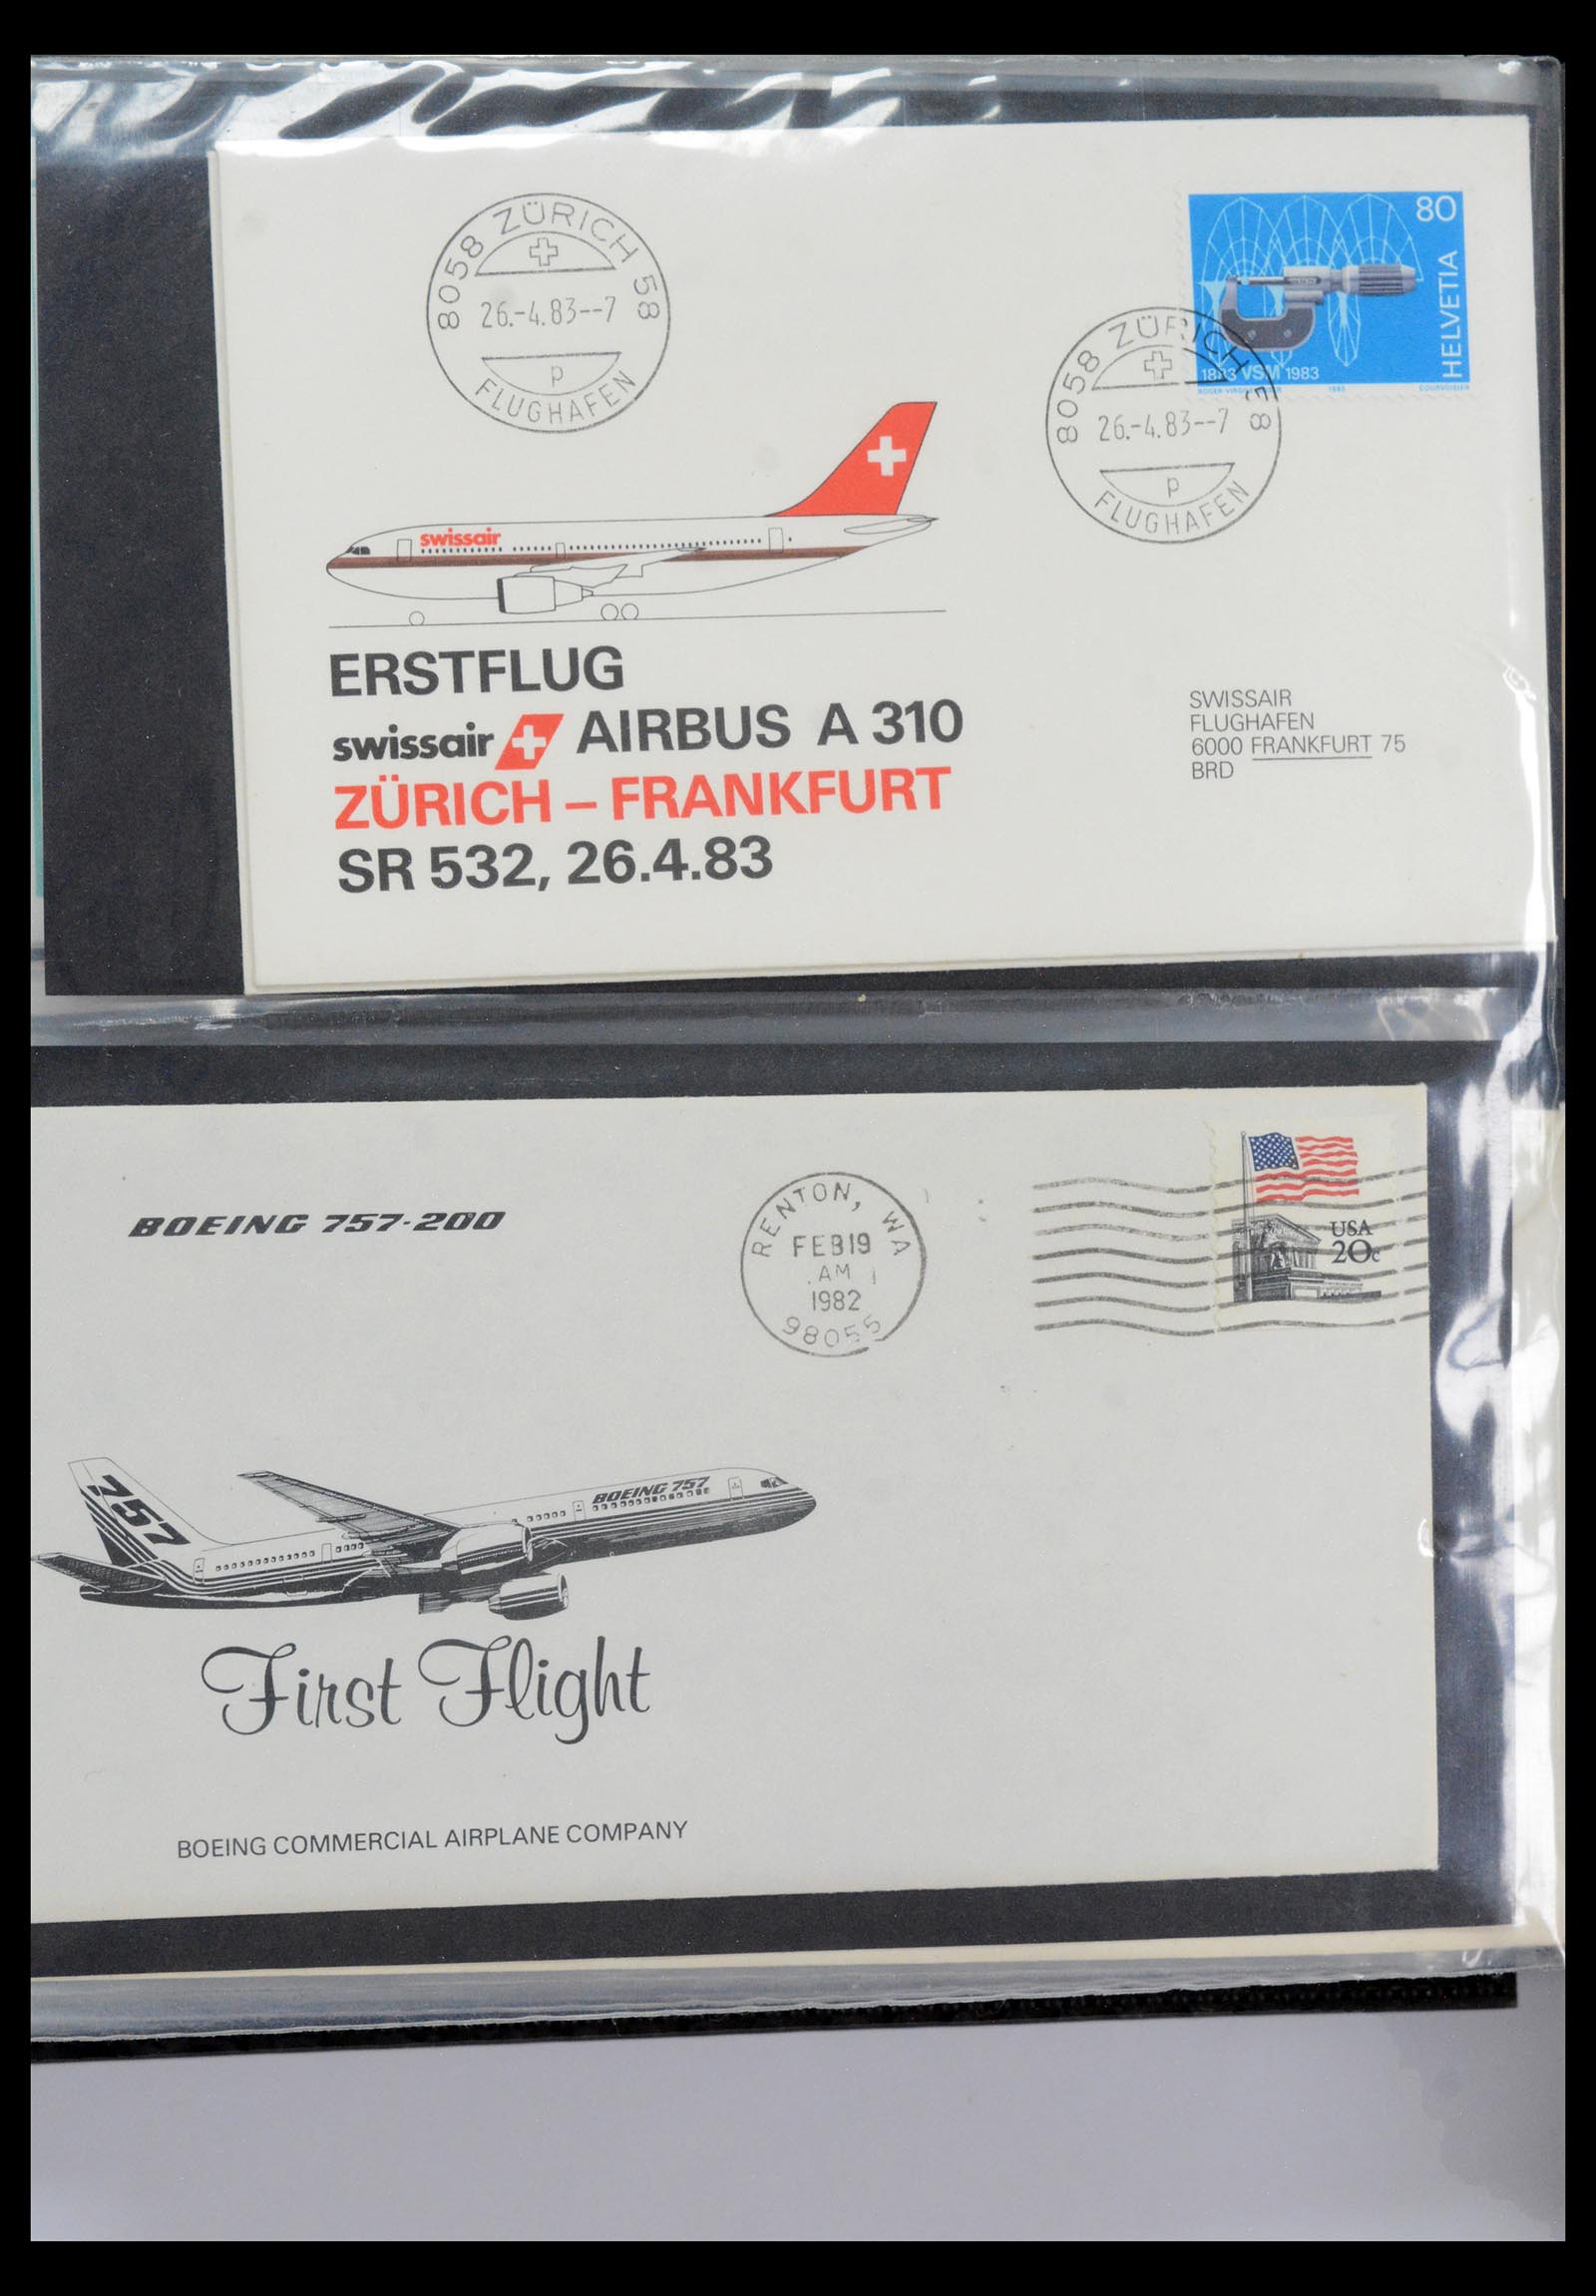 8058 ZÜRICH 58
26.-4.83--7
p
FLUGHAFEN
80
HELVETIA
1883 VSM 1983
1983
COURVOISIER
8058 ZÜRICH 58
26.-4.83--7
p
FLUGHAFEN
swissair
ERSTFLUG
swissair AIRBUS A 310
ZÜRICH – FRANKFURT
SR 532, 26.4.83
SWISSAIR
FLUGHAFEN
6000 FRANKFURT 75
BRD
BOEING 757-200
RENTON, WA
FEB 19
AM
1982
98055
USA
20c
757
BOEING 757
First Flight
BOEING COMMERCIAL AIRPLANE COMPANY